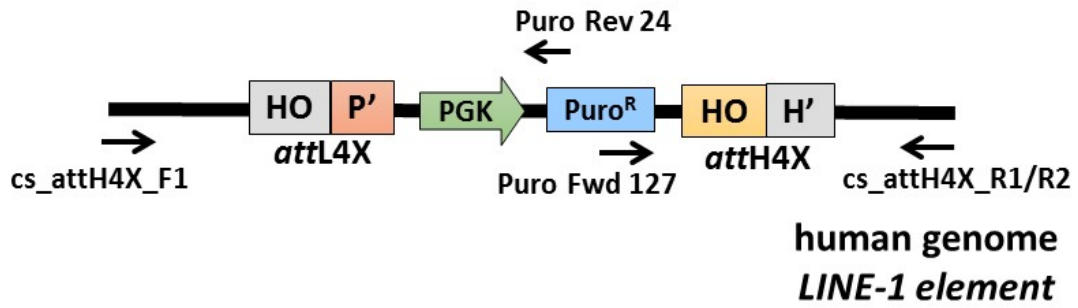 Puro Rev 24
HO P’ PGK Puroᴿ HO H’
attL4X attH4X
cs_attH4X_F1 Puro Fwd 127 cs_attH4X_R1/R2
human genome
LINE-1 element